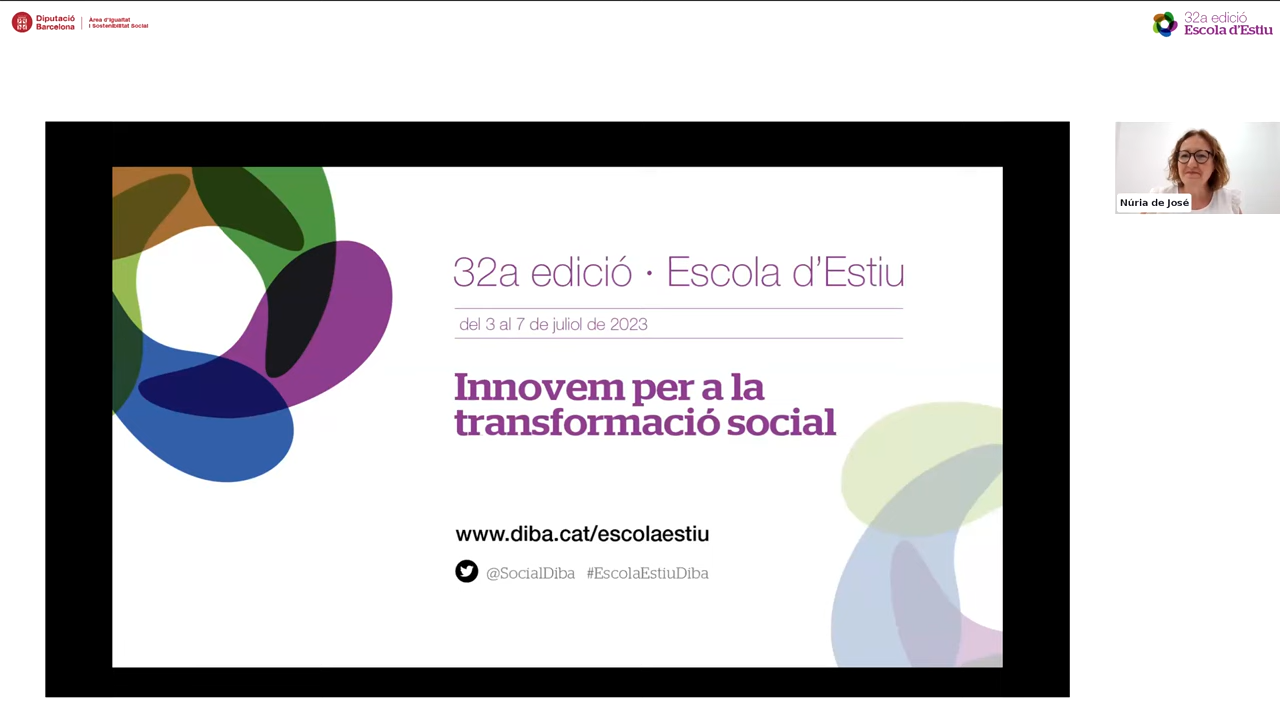 Diputació
Barcelona
Àrea d'Igualtat
i Sostenibilitat Social
32a edició
Escola d'Estiu
32a edició · Escola d'Estiu
del 3 al 7 de juliol de 2023
Innovem per a la
transformació social
www.diba.cat/escolaestiu
@SocialDiba #EscolaEstiuDiba
Núria de José